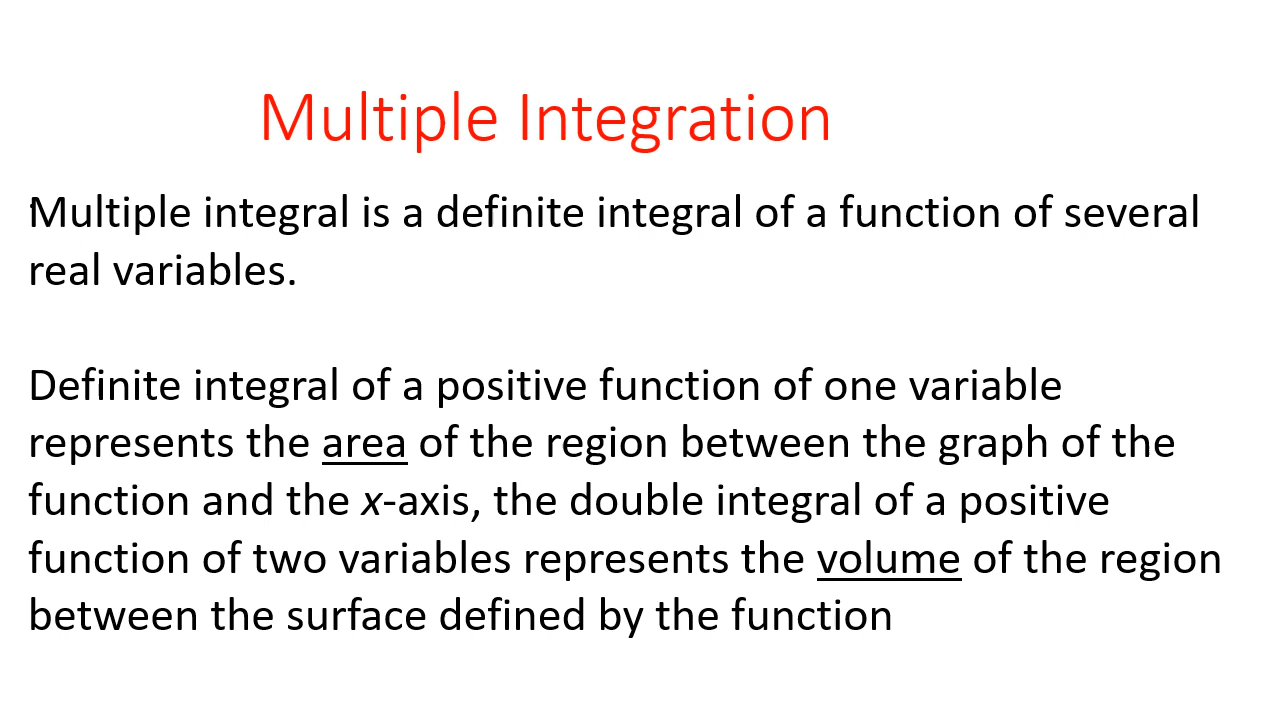 Multiple Integration
Multiple integral is a definite integral of a function of several
real variables.
Definite integral of a positive function of one variable
represents the area of the region between the graph of the
function and the x-axis, the double integral of a positive
function of two variables represents the volume of the region
between the surface defined by the function